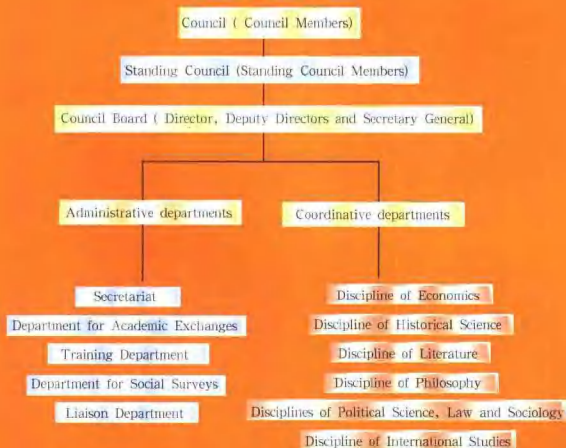 Council ( Council Members)
Standing Council (Standing Council Members)
Council Board ( Director, Deputy Directors and Secretary General)
Administrative departments
Coordinative departments
Secretariat
Department for Academic Exchanges
Training Department
Department for Social Surveys
Liaison Department
Discipline of Economics
Discipline of Historical Science
Discipline of Literature
Discipline of Philosophy
Disciplines of Political Science, Law and Sociology
Discipline of International Studies